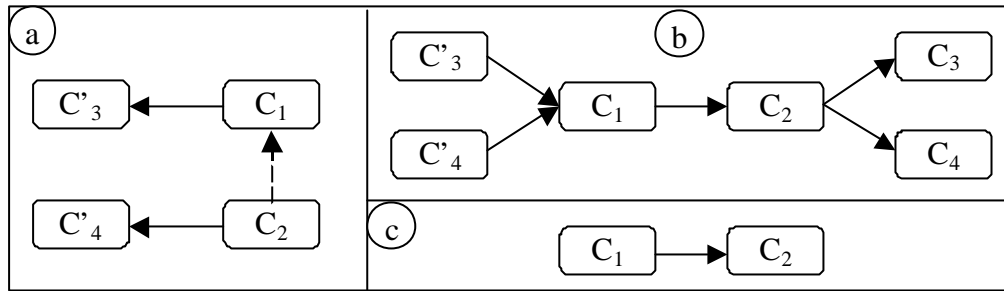 a
C'₃ C₁
C'₄ C₂
b
C'₃ C₃
C₁ C₂
C'₄ C₄
c
C₁ C₂